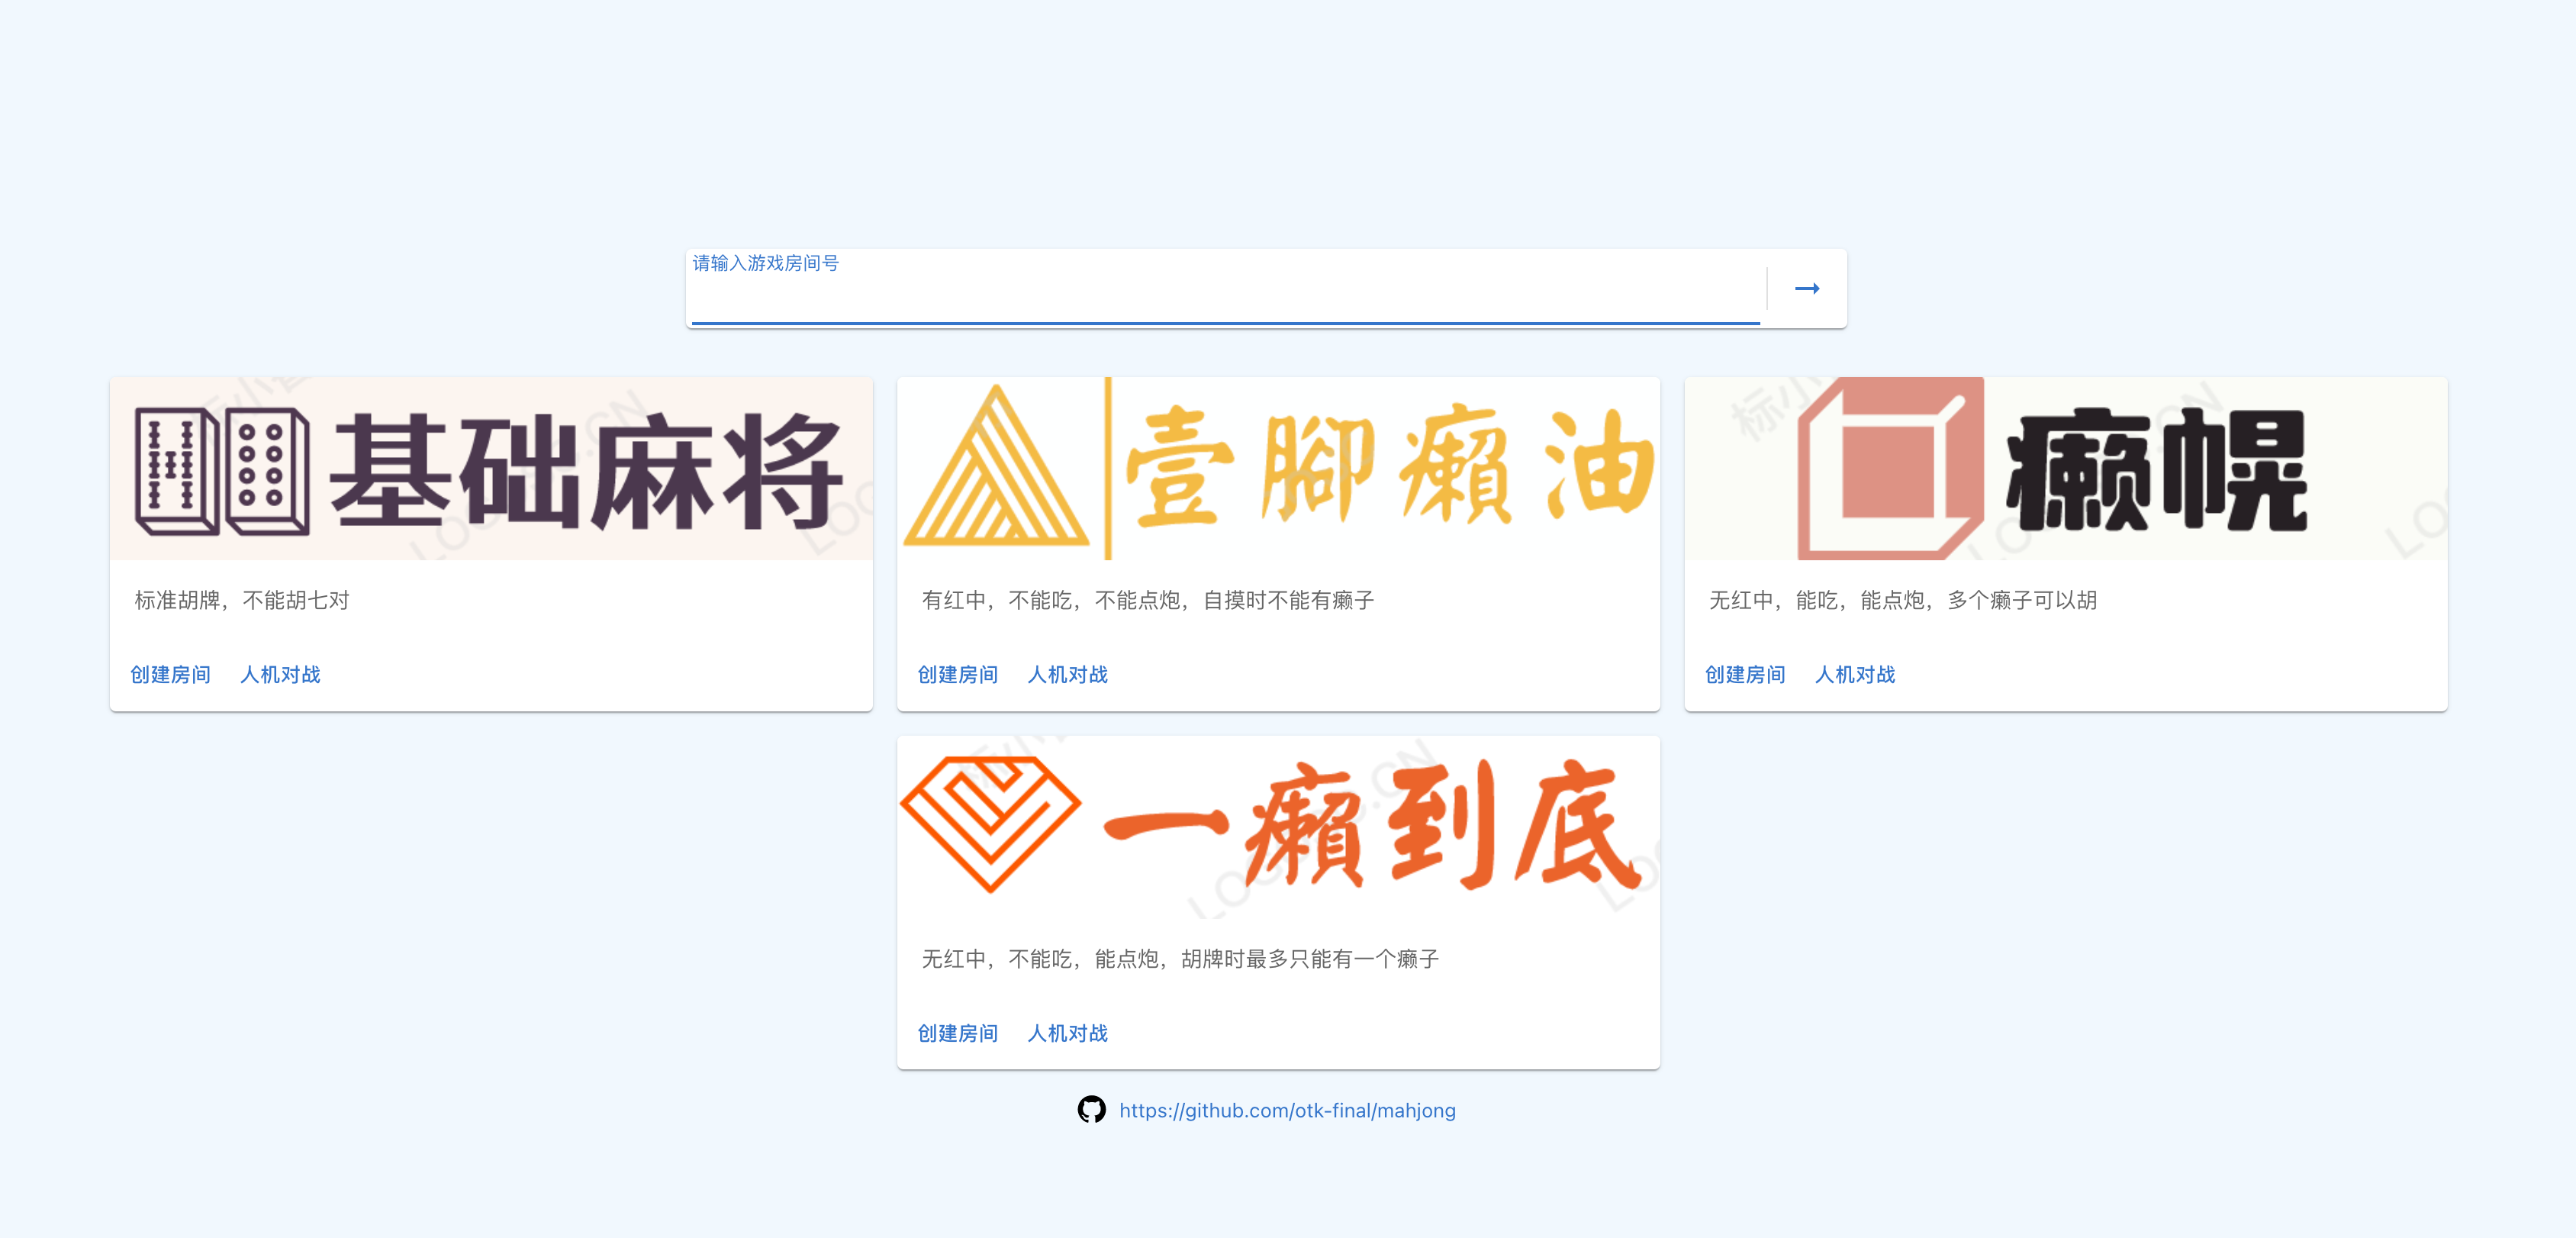 请输入游戏房间号
基础麻将
标准胡牌，不能胡七对
创建房间 人机对战
壹腳癩油
有红中，不能吃，不能点炮，自摸时不能有癞子
创建房间 人机对战
癞幌
无红中，能吃，能点炮，多个癞子可以胡
创建房间 人机对战
一癩到底
无红中，不能吃，能点炮，胡牌时最多只能有一个癞子
创建房间 人机对战
https://github.com/otk-final/mahjong